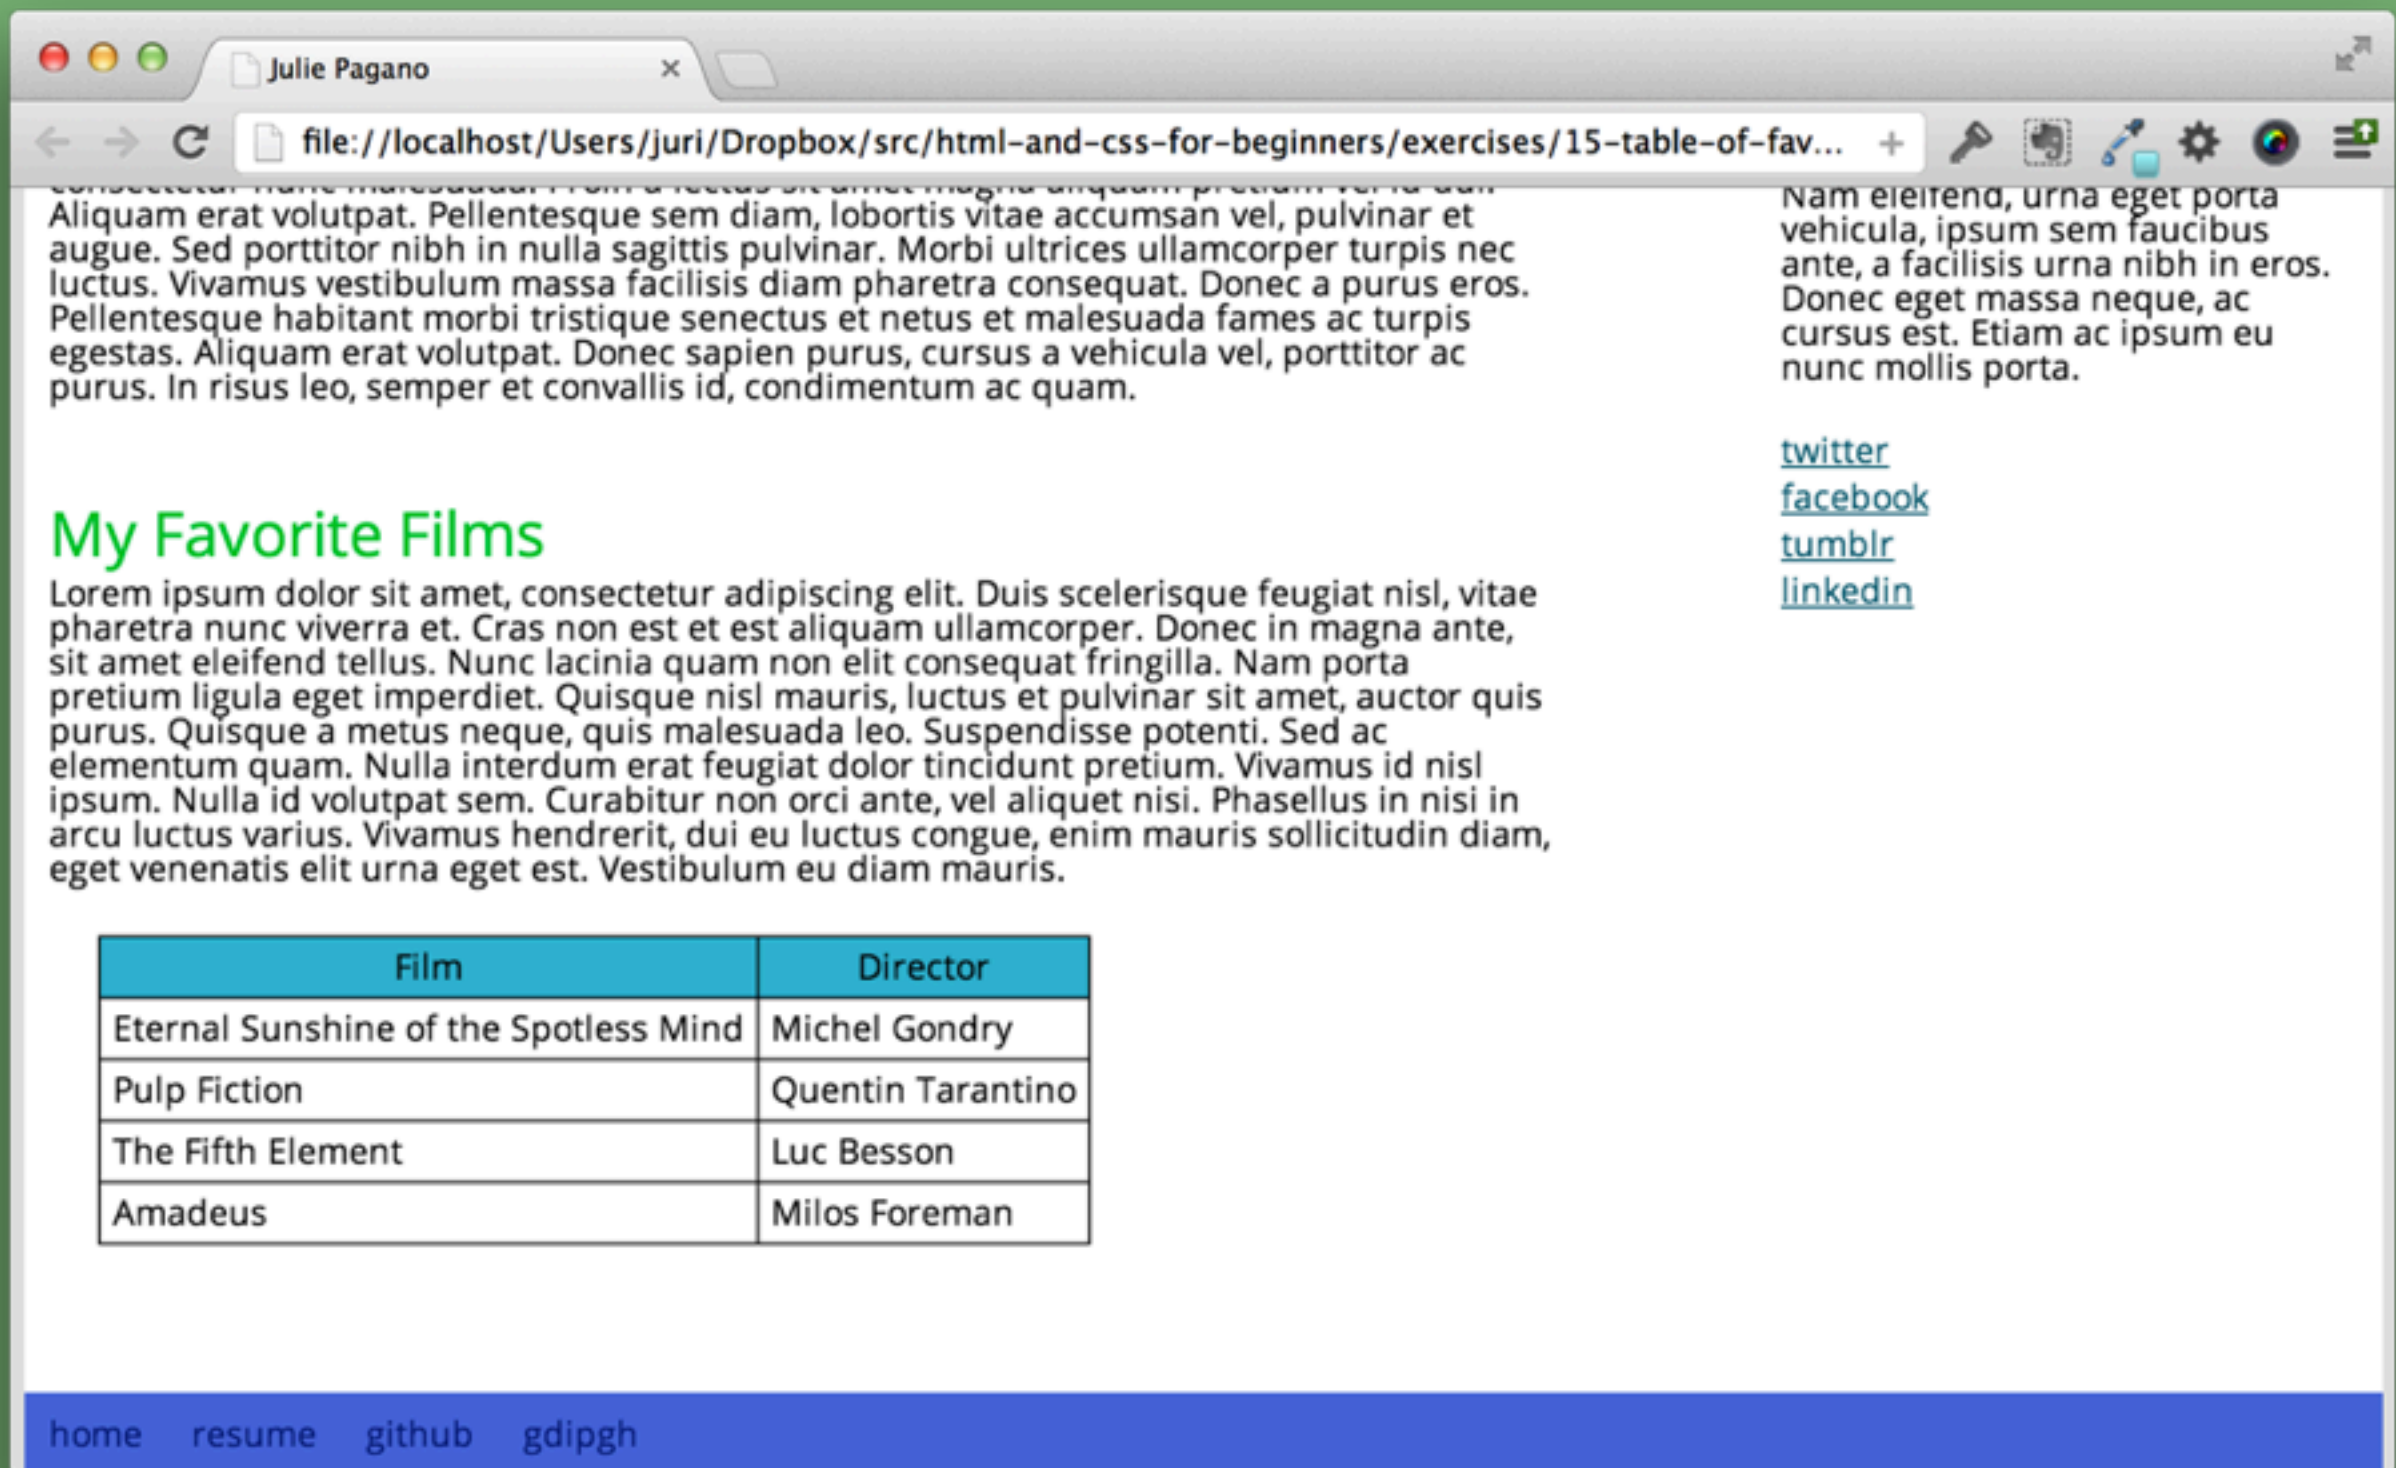 Julie Pagano
file://localhost/Users/juri/Dropbox/src/html-and-css-for-beginners/exercises/15-table-of-fav...
Aliquam erat volutpat. Pellentesque sem diam, lobortis vitae accumsan vel, pulvinar et
augue. Sed porttitor nibh in nulla sagittis pulvinar. Morbi ultrices ullamcorper turpis nec
luctus. Vivamus vestibulum massa facilisis diam pharetra consequat. Donec a purus eros.
Pellentesque habitant morbi tristique senectus et netus et malesuada fames ac turpis
egestas. Aliquam erat volutpat. Donec sapien purus, cursus a vehicula vel, porttitor ac
purus. In risus leo, semper et convallis id, condimentum ac quam.
My Favorite Films
Lorem ipsum dolor sit amet, consectetur adipiscing elit. Duis scelerisque feugiat nisl, vitae
pharetra nunc viverra et. Cras non est et est aliquam ullamcorper. Donec in magna ante,
sit amet eleifend tellus. Nunc lacinia quam non elit consequat fringilla. Nam porta
pretium ligula eget imperdiet. Quisque nisl mauris, luctus et pulvinar sit amet, auctor quis
purus. Quisque a metus neque, quis malesuada leo. Suspendisse potenti. Sed ac
elementum quam. Nulla interdum erat feugiat dolor tincidunt pretium. Vivamus id nisl
ipsum. Nulla id volutpat sem. Curabitur non orci ante, vel aliquet nisi. Phasellus in nisi in
arcu luctus varius. Vivamus hendrerit, dui eu luctus congue, enim mauris sollicitudin diam,
eget venenatis elit urna eget est. Vestibulum eu diam mauris.
Film Director
Eternal Sunshine of the Spotless Mind Michel Gondry
Pulp Fiction Quentin Tarantino
The Fifth Element Luc Besson
Amadeus Milos Foreman
Nam eleifend, urna eget porta
vehicula, ipsum sem faucibus
ante, a facilisis urna nibh in eros.
Donec eget massa neque, ac
cursus est. Etiam ac ipsum eu
nunc mollis porta.
twitter
facebook
tumblr
linkedin
home resume github gdipgh